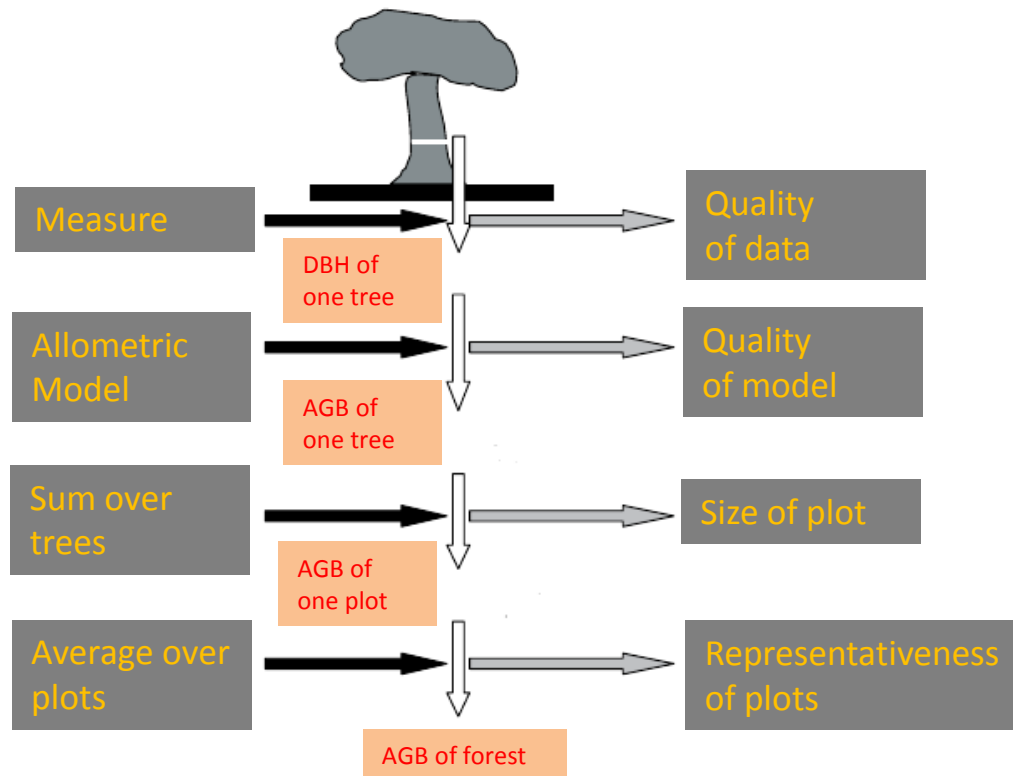 Measure
Quality
of data
DBH of
one tree
Allometric
Model
Quality
of model
AGB of
one tree
Sum over
trees
Size of plot
AGB of
one plot
Average over
plots
Representativeness
of plots
AGB of forest